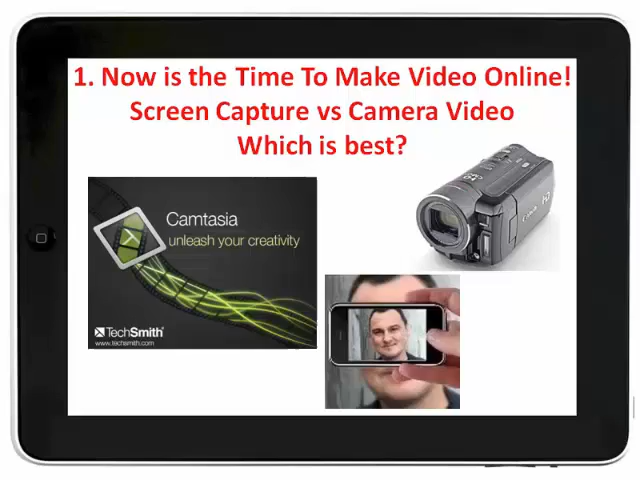 1. Now is the Time To Make Video Online!
Screen Capture vs Camera Video
Which is best?
Camtasia
unleash your creativity
TechSmith
www.techsmith.com
Canon